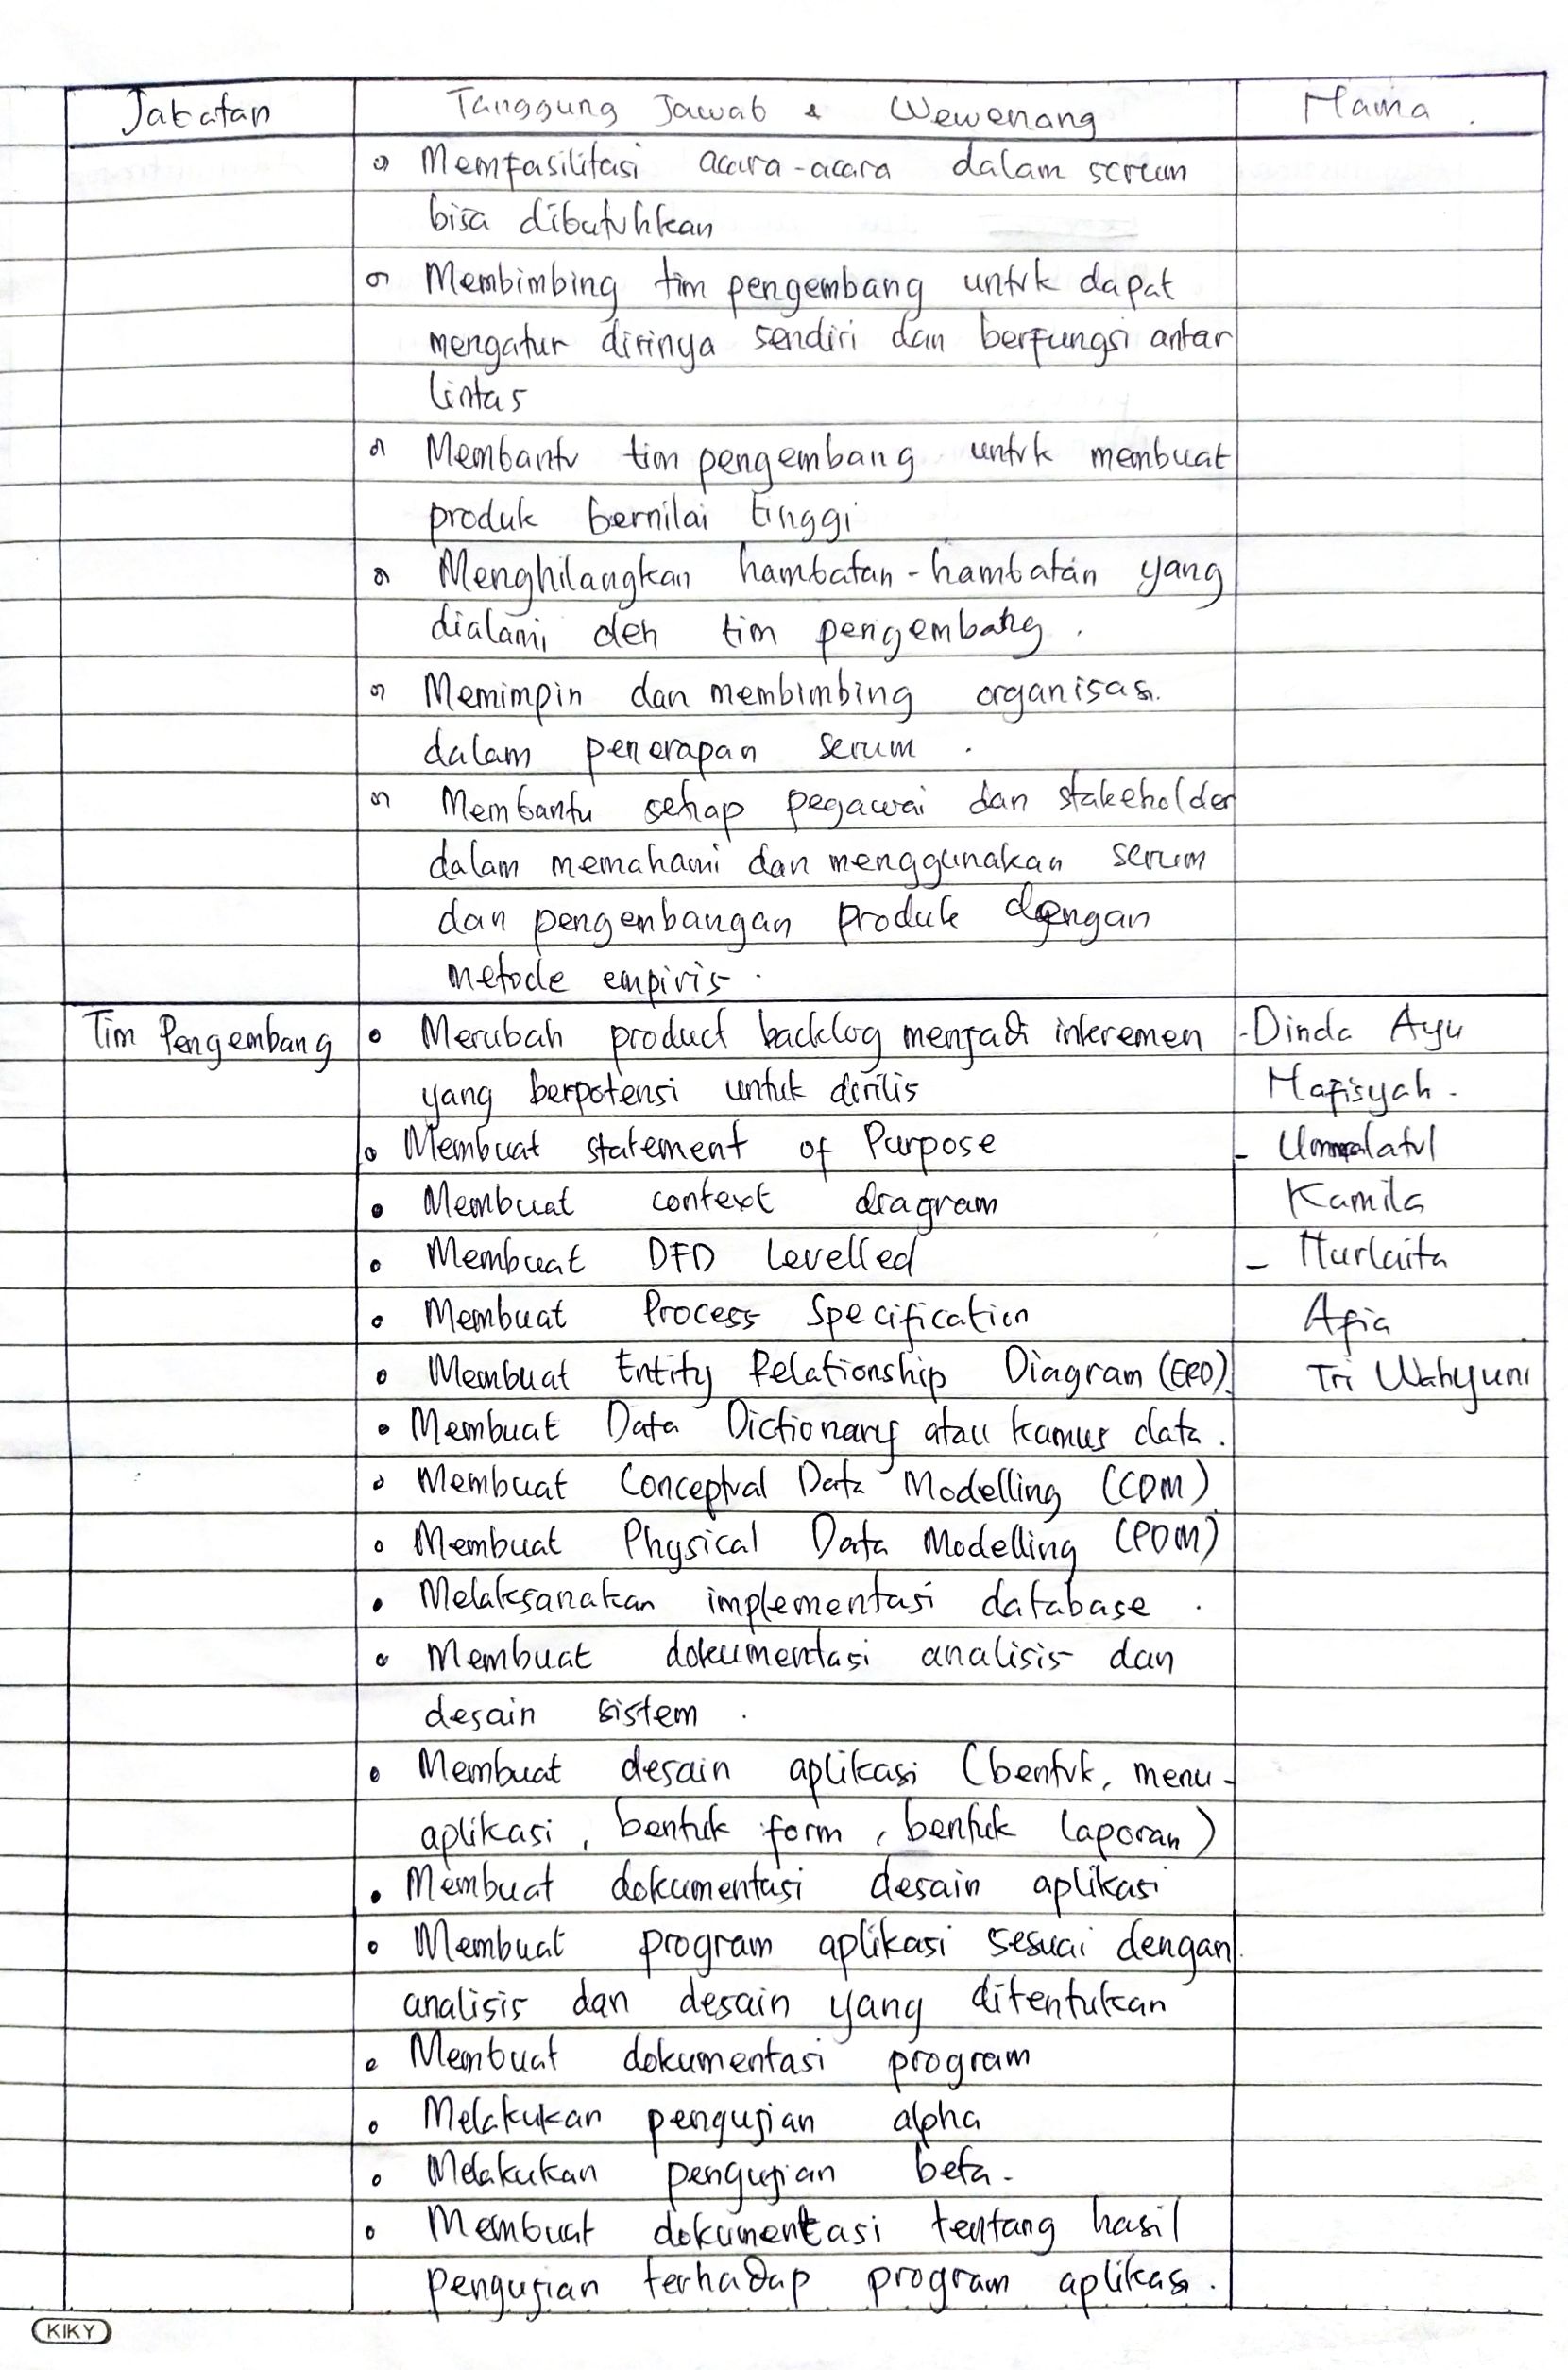 Jabatan Tanggung Jawab & Wewenang Nama.
Memfasilitasi acara-acara dalam scrum
bisa dibutuhkan
Membimbing tim pengembang untuk dapat
mengatur dirinya sendiri dan berfungsi antar
lintas
Membantu tim pengembang untuk membuat
produk bernilai tinggi
Menghilangkan hambatan-hambatan yang
dialami oleh tim pengembang.
Memimpin dan membimbing organisasi.
dalam penerapan scrum.
Membantu setiap pegawai dan stakeholder
dalam memahami dan menggunakan scrum
dan pengembangan produk dengan
metode empiris.
Tim Pengembang • Merubah product backlog menjadi inkremen - Dinda Ayu
yang berpotensi untuk dirilis Nafisyah.
• Membuat statement of Purpose -
• Membuat context diagram Kamila
• Membuat DFD Levelled - Nurlaita
• Membuat Process Specification Afia
• Membuat Entity Relationship Diagram (ERD). Tri Wahyuni
• Membuat Data Dictionary atau kamus data.
• Membuat Conceptual Data Modelling (CDM).
• Membuat Physical Data Modelling (PDM)
• Melaksanakan implementasi database.
• Membuat dokumentasi analisis dan
desain sistem.
• Membuat desain aplikasi (bentuk, menu-
aplikasi, bentuk form, bentuk laporan)
• Membuat dokumentasi desain aplikasi
• Membuat program aplikasi sesuai dengan
analisis dan desain yang ditentukan
• Membuat dokumentasi program
• Melakukan pengujian alpha
• Melakukan pengujian beta.
• Membuat dokumentasi tentang hasil
pengujian terhadap program aplikasi.
KIKY